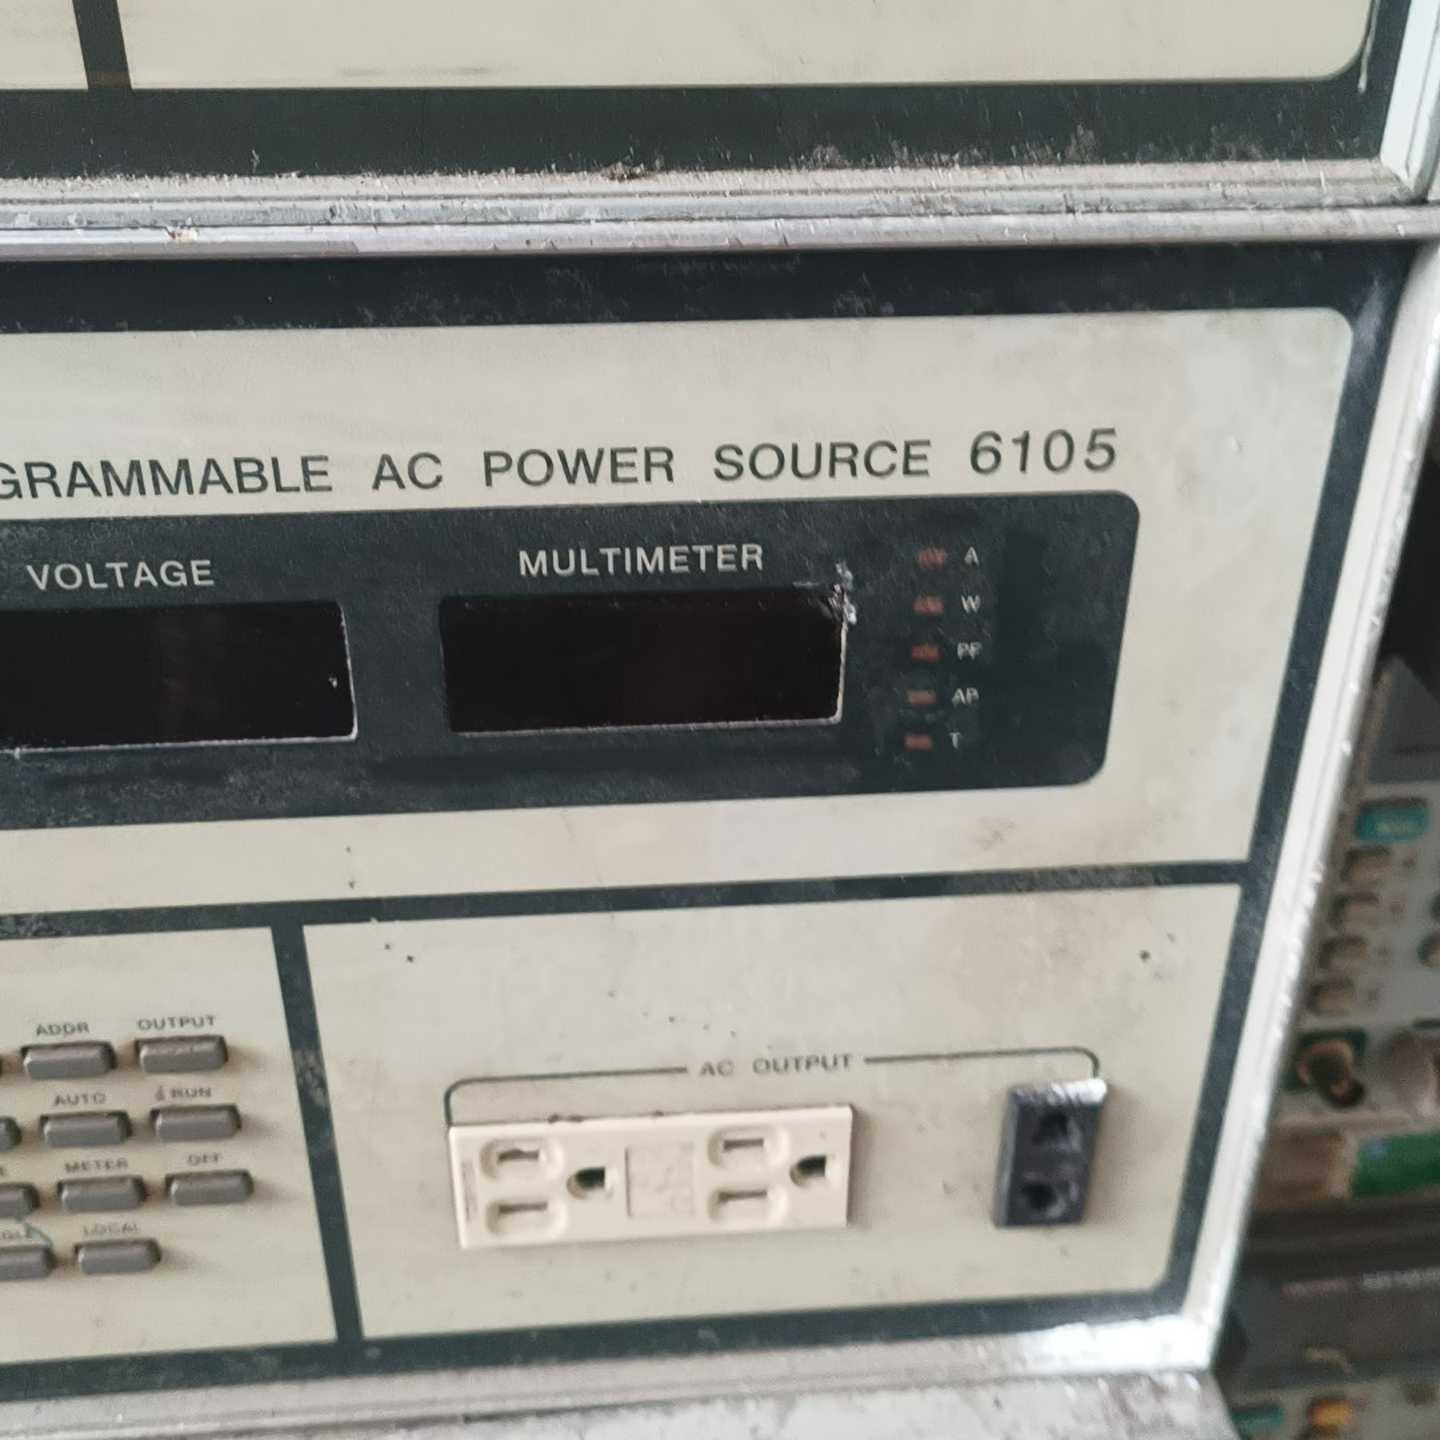 GRAMMABLE AC POWER SOURCE 6105
VOLTAGE
MULTIMETER
A
W
PF
AP
T
ADDR
OUTPUT
AUTO
RUN
METER
OFF
LOCAL
AC OUTPUT